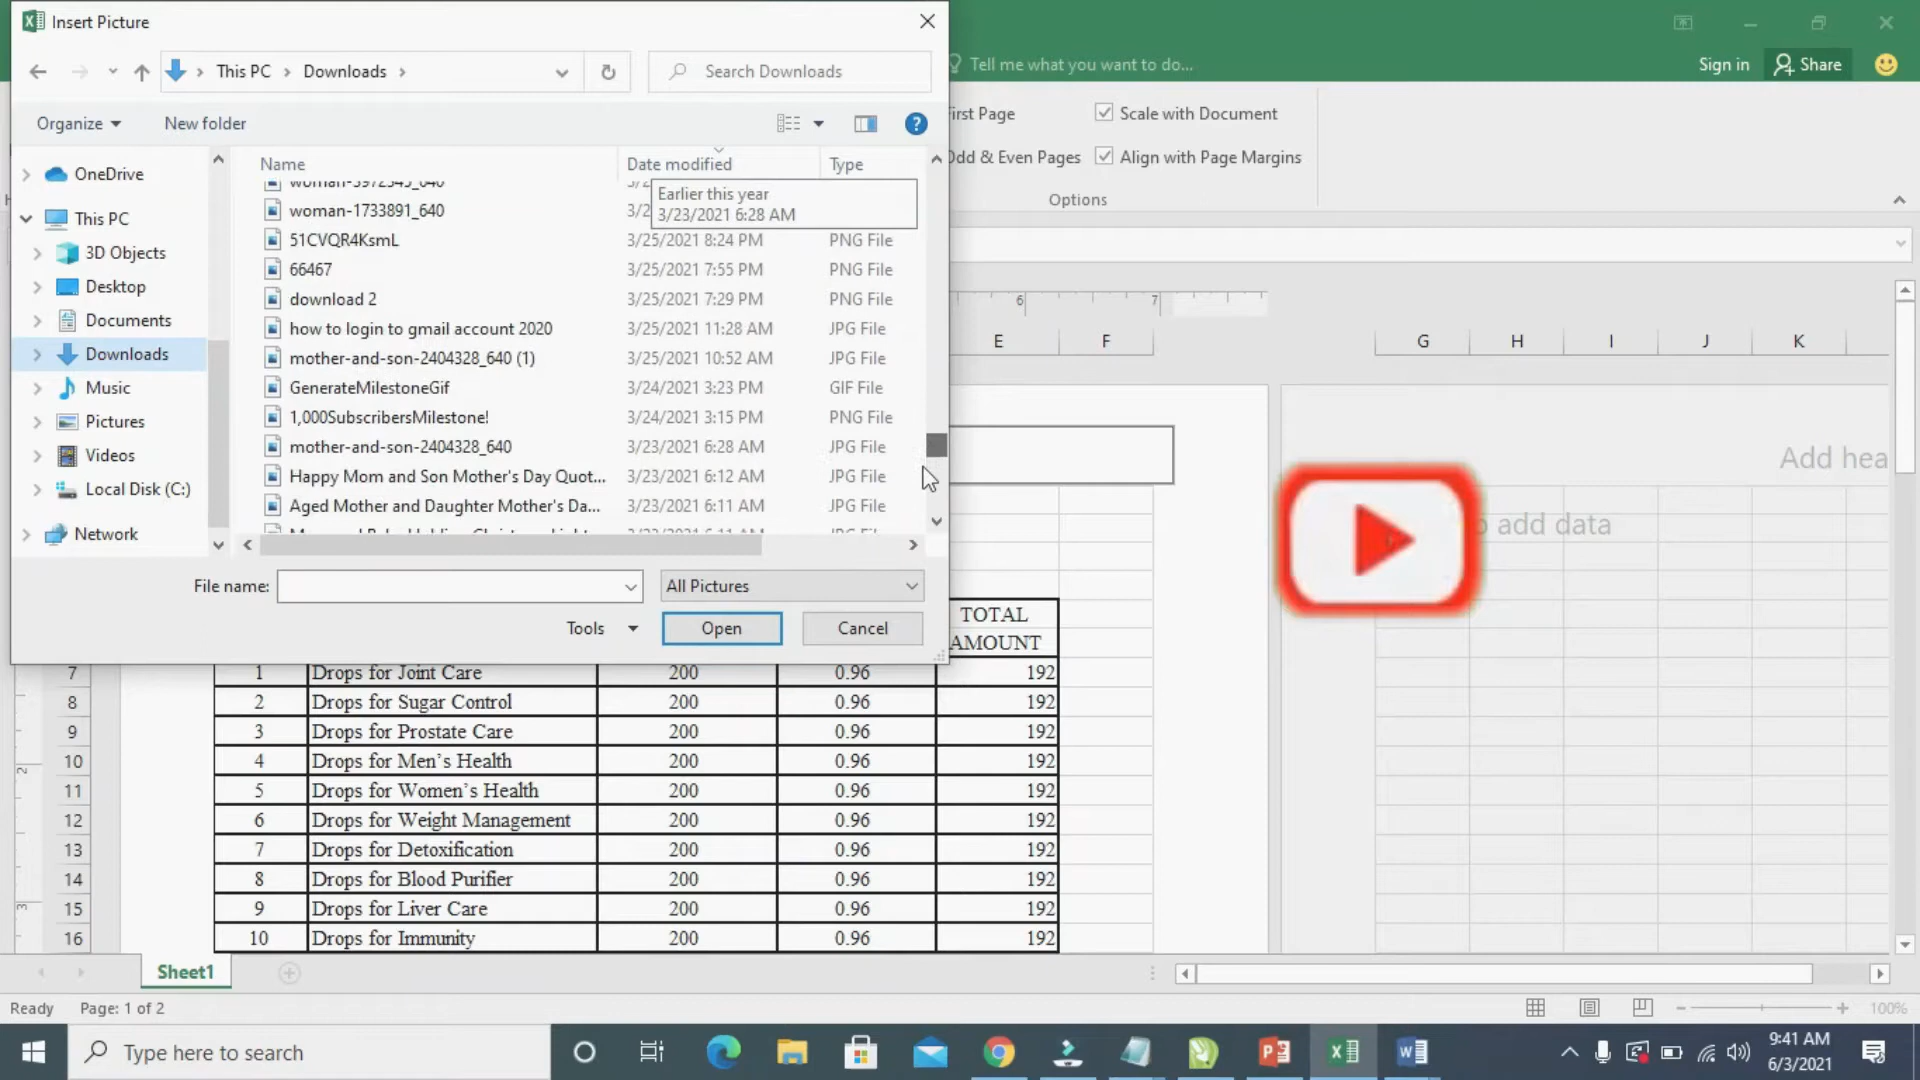 Insert Picture
This PC
Downloads
Search Downloads
Tell me what you want to do...
Sign in
Share
Organize
New folder
First Page
Scale with Document
Odd & Even Pages
Align with Page Margins
Options
Name
Date modified
Type
Earlier this year
3/23/2021 6:28 AM
OneDrive
This PC
3D Objects
Desktop
Documents
Downloads
Music
Pictures
Videos
Local Disk (C:)
Network
woman-1733891_640 3/2
51CVQR4KsmL 3/25/2021 8:24 PM PNG File
66467 3/25/2021 7:55 PM PNG File
download 2 3/25/2021 7:29 PM PNG File
how to login to gmail account 2020 3/25/2021 11:28 AM JPG File
mother-and-son-2404328_640 (1) 3/25/2021 10:52 AM JPG File
GenerateMilestoneGif 3/24/2021 3:23 PM GIF File
1,000SubscribersMilestone! 3/24/2021 3:15 PM PNG File
mother-and-son-2404328_640 3/23/2021 6:28 AM JPG File
Happy Mom and Son Mother's Day Quot... 3/23/2021 6:12 AM JPG File
Aged Mother and Daughter Mother's Da... 3/23/2021 6:11 AM JPG File
File name:
All Pictures
Tools
Open
Cancel
6 7
E F G H I J K
Add hea
add data
TOTAL
AMOUNT
7 1 Drops for Joint Care 200 0.96 192
8 2 Drops for Sugar Control 200 0.96 192
9 3 Drops for Prostate Care 200 0.96 192
10 4 Drops for Men’s Health 200 0.96 192
11 5 Drops for Women’s Health 200 0.96 192
12 6 Drops for Weight Management 200 0.96 192
13 7 Drops for Detoxification 200 0.96 192
14 8 Drops for Blood Purifier 200 0.96 192
15 9 Drops for Liver Care 200 0.96 192
16 10 Drops for Immunity 200 0.96 192
2
3
Sheet1
Ready
Page: 1 of 2
100%
Type here to search
9:41 AM
6/3/2021